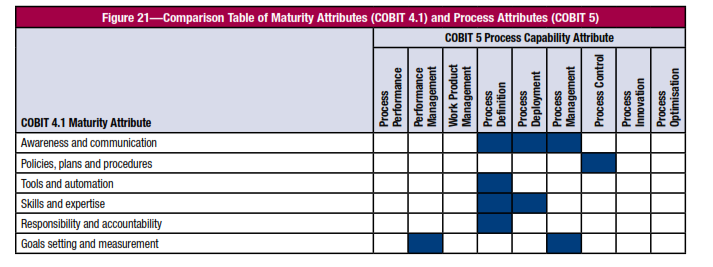 Figure 21—Comparison Table of Maturity Attributes (COBIT 4.1) and Process Attributes (COBIT 5)
COBIT 5 Process Capability Attribute
COBIT 4.1 Maturity Attribute
Process
Performance
Performance
Management
Work Product
Management
Process
Definition
Process
Deployment
Process
Management
Process Control
Process
Innovation
Process
Optimisation
Awareness and communication
Policies, plans and procedures
Tools and automation
Skills and expertise
Responsibility and accountability
Goals setting and measurement